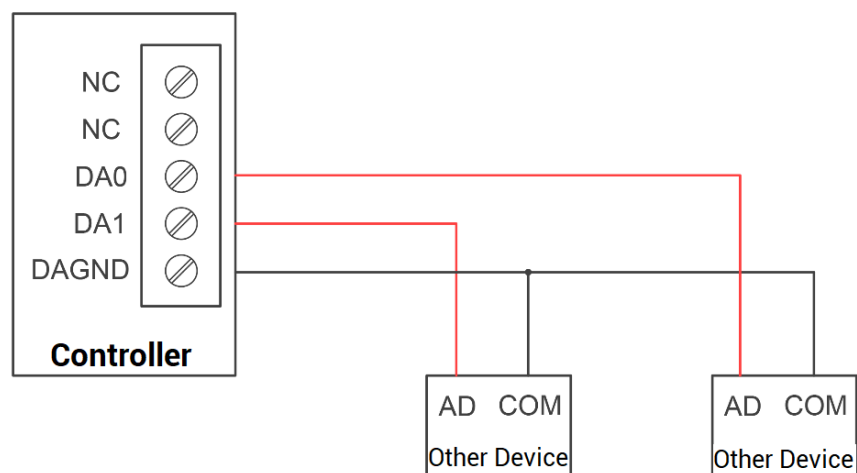 NC
NC
DA0
DA1
DAGND
Controller
AD COM
Other Device
AD COM
Other Device